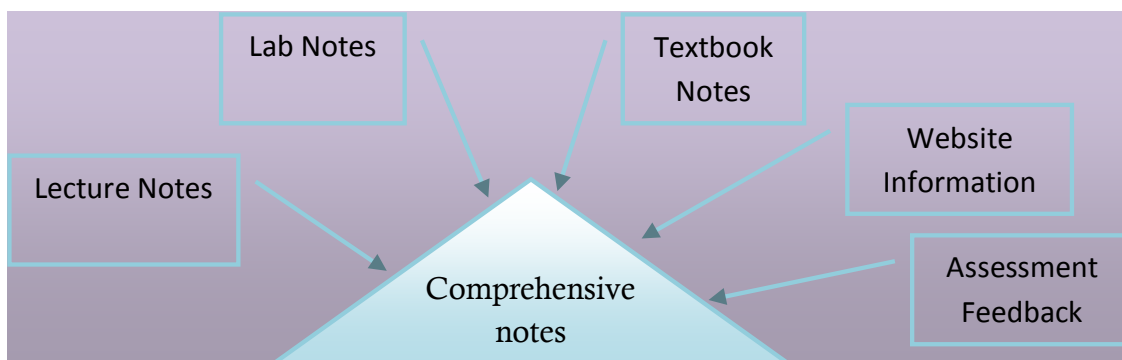 Lab Notes
Textbook
Notes
Website
Information
Lecture Notes
Assessment
Feedback
Comprehensive
notes